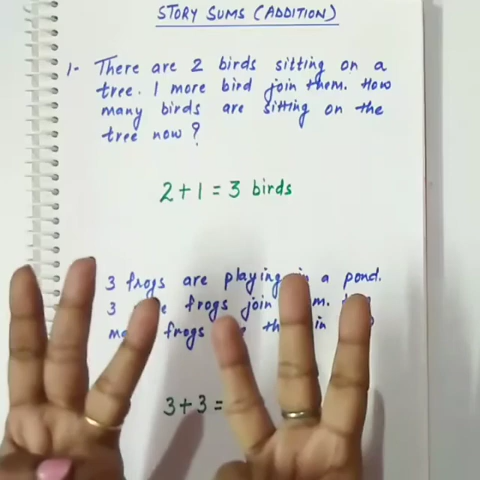 STORY SUMS (ADDITION)
1- There are 2 birds sitting on a
tree. 1 more bird join them. How
many birds are sitting on the
tree now?
2 + 1 = 3 birds
3 frogs are playing a pond.
3 frogs join
frogs in
3 + 3 =